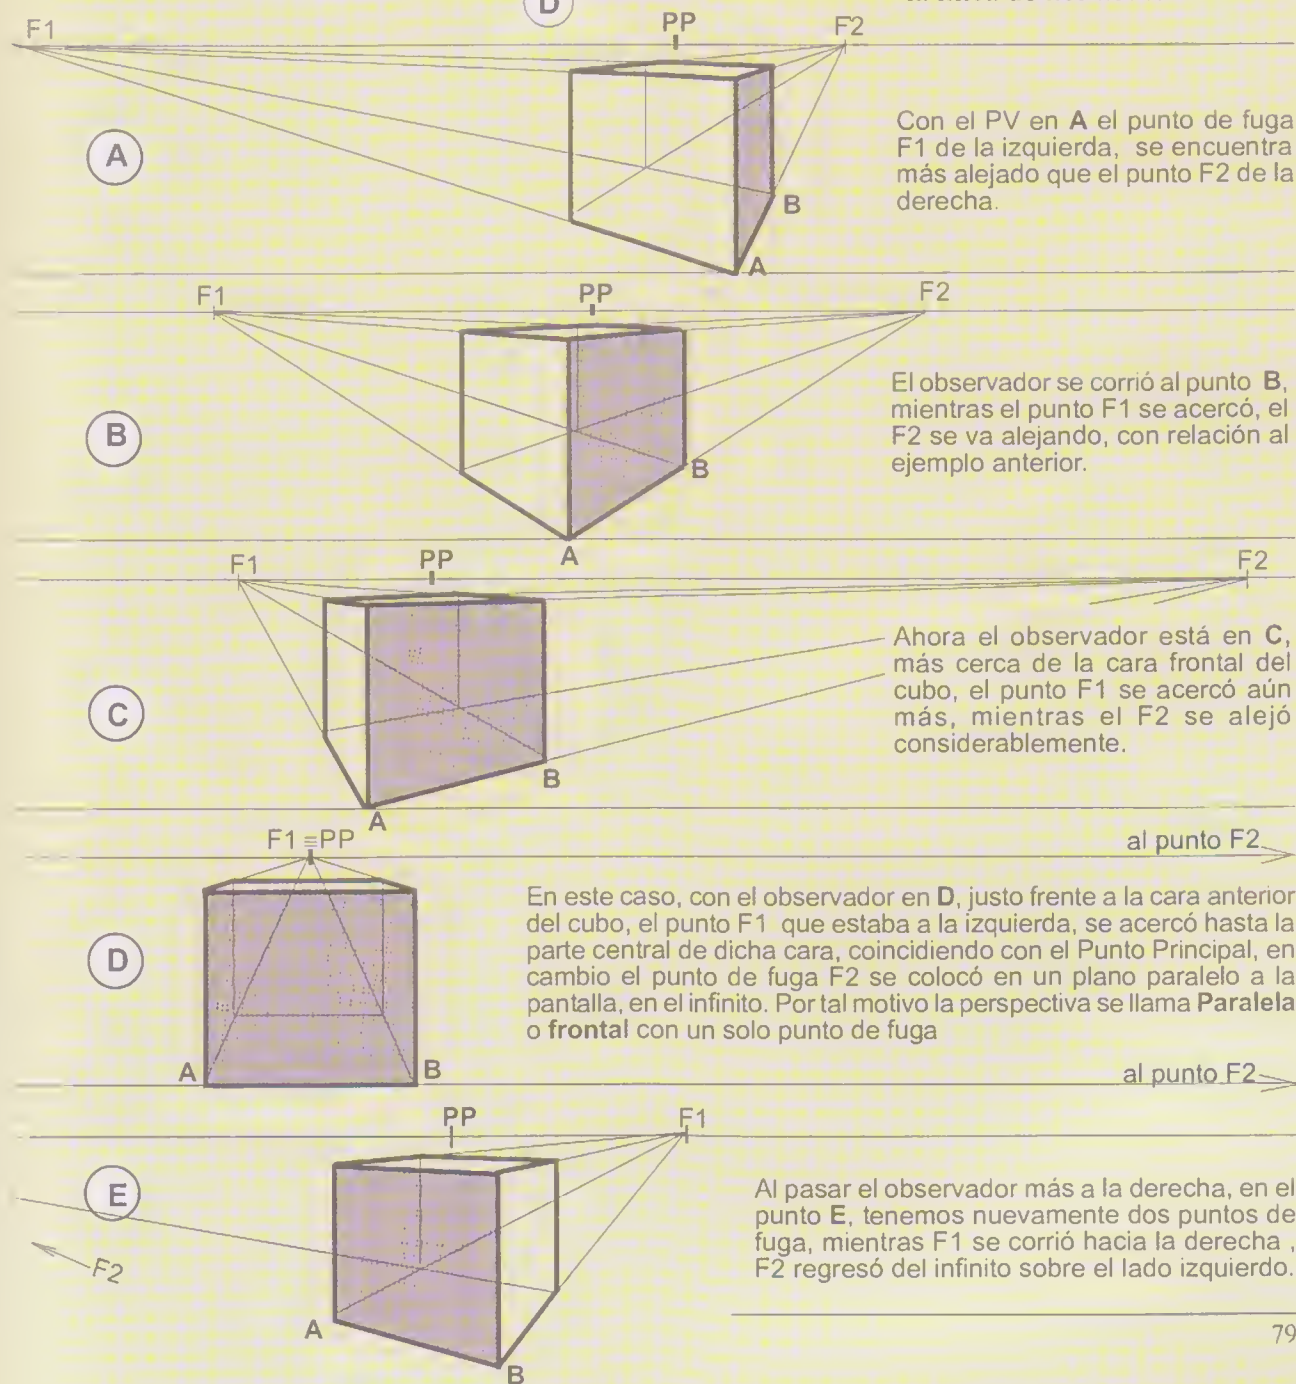 D
PP
F1
F2
A
Con el PV en A el punto de fuga
F1 de la izquierda, se encuentra
más alejado que el punto F2 de la
derecha.
B
A
F1
PP
F2
B
El observador se corrió al punto B,
mientras el punto F1 se acercó, el
F2 se va alejando, con relación al
ejemplo anterior.
B
A
F1
PP
F2
C
Ahora el observador está en C,
más cerca de la cara frontal del
cubo, el punto F1 se acercó aún
más, mientras el F2 se alejó
considerablemente.
B
A
F1 ≡PP
al punto F2
D
En este caso, con el observador en D, justo frente a la cara anterior
del cubo, el punto F1 que estaba a la izquierda, se acercó hasta la
parte central de dicha cara, coincidiendo con el Punto Principal, en
cambio el punto de fuga F2 se colocó en un plano paralelo a la
pantalla, en el infinito. Por tal motivo la perspectiva se llama Paralela
o frontal con un solo punto de fuga
A
B
al punto F2
PP
F1
E
F2
Al pasar el observador más a la derecha, en el
punto E, tenemos nuevamente dos puntos de
fuga, mientras F1 se corrió hacia la derecha ,
F2 regresó del infinito sobre el lado izquierdo.
A
B
79